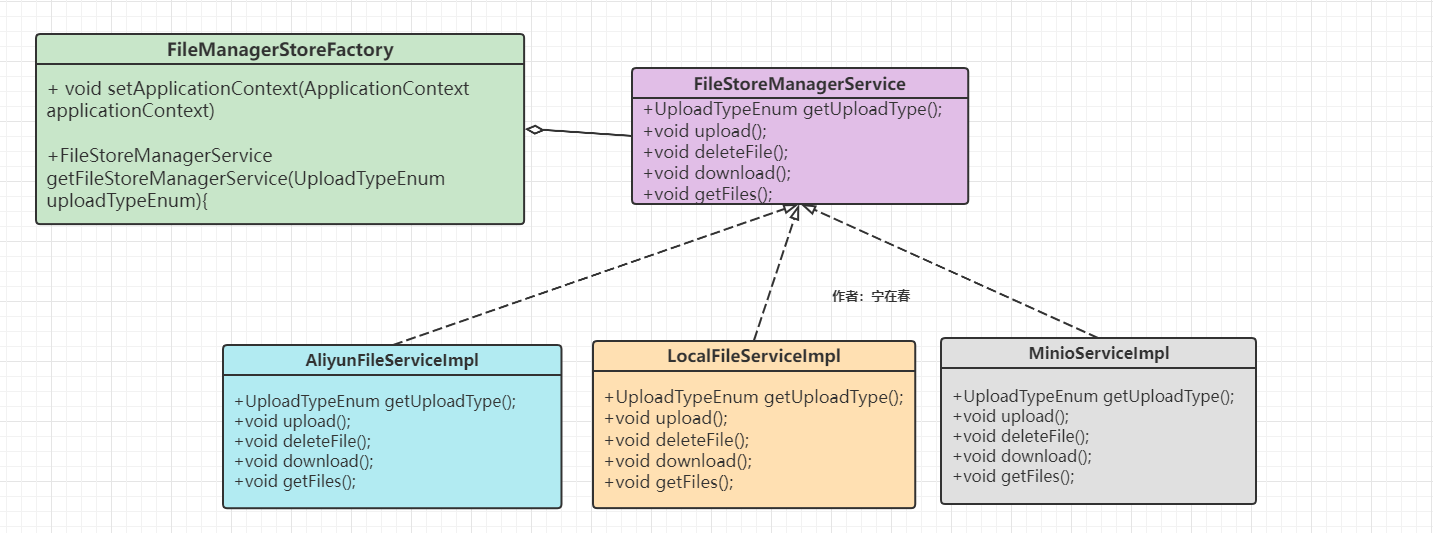 FileManagerStoreFactory
+ void setApplicationContext(ApplicationContext
applicationContext)
+FileStoreManagerService
getFileStoreManagerService(UploadTypeEnum
uploadTypeEnum){
FileStoreManagerService
+UploadTypeEnum getUploadType();
+void upload();
+void deleteFile();
+void download();
+void getFiles();
作者：宁在春
AliyunFileServiceImpl
+UploadTypeEnum getUploadType();
+void upload();
+void deleteFile();
+void download();
+void getFiles();
LocalFileServiceImpl
+UploadTypeEnum getUploadType();
+void upload();
+void deleteFile();
+void download();
+void getFiles();
MinioServiceImpl
+UploadTypeEnum getUploadType();
+void upload();
+void deleteFile();
+void download();
+void getFiles();